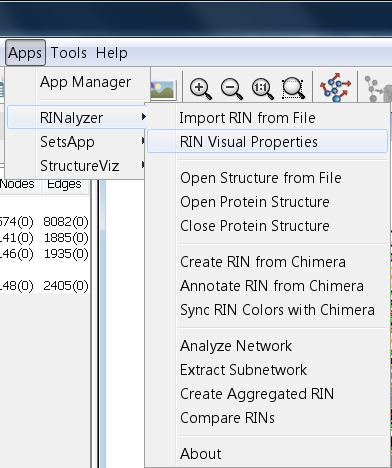 Apps Tools Help
App Manager
1:1
RINalyzer
SetsApp
StructureViz
Import RIN from File
RIN Visual Properties
Open Structure from File
Open Protein Structure
Close Protein Structure
Create RIN from Chimera
Annotate RIN from Chimera
Sync RIN Colors with Chimera
Analyze Network
Extract Subnetwork
Create Aggregated RIN
Compare RINs
About
Nodes Edges
574(0) 8082(0)
141(0) 1885(0)
146(0) 1935(0)
148(0) 2405(0)